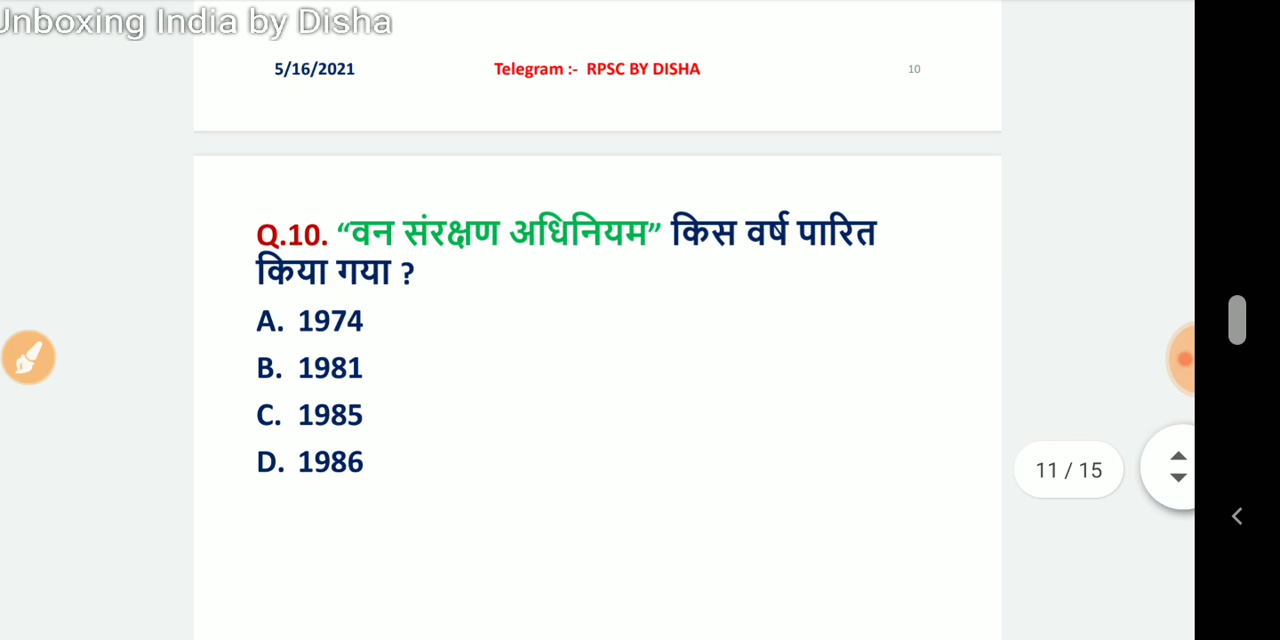 Unboxing India by Disha
5/16/2021 Telegram :- RPSC BY DISHA 10
Q.10. “वन संरक्षण अधिनियम” किस वर्ष पारित
किया गया ?
A. 1974
B. 1981
C. 1985
D. 1986
11 / 15